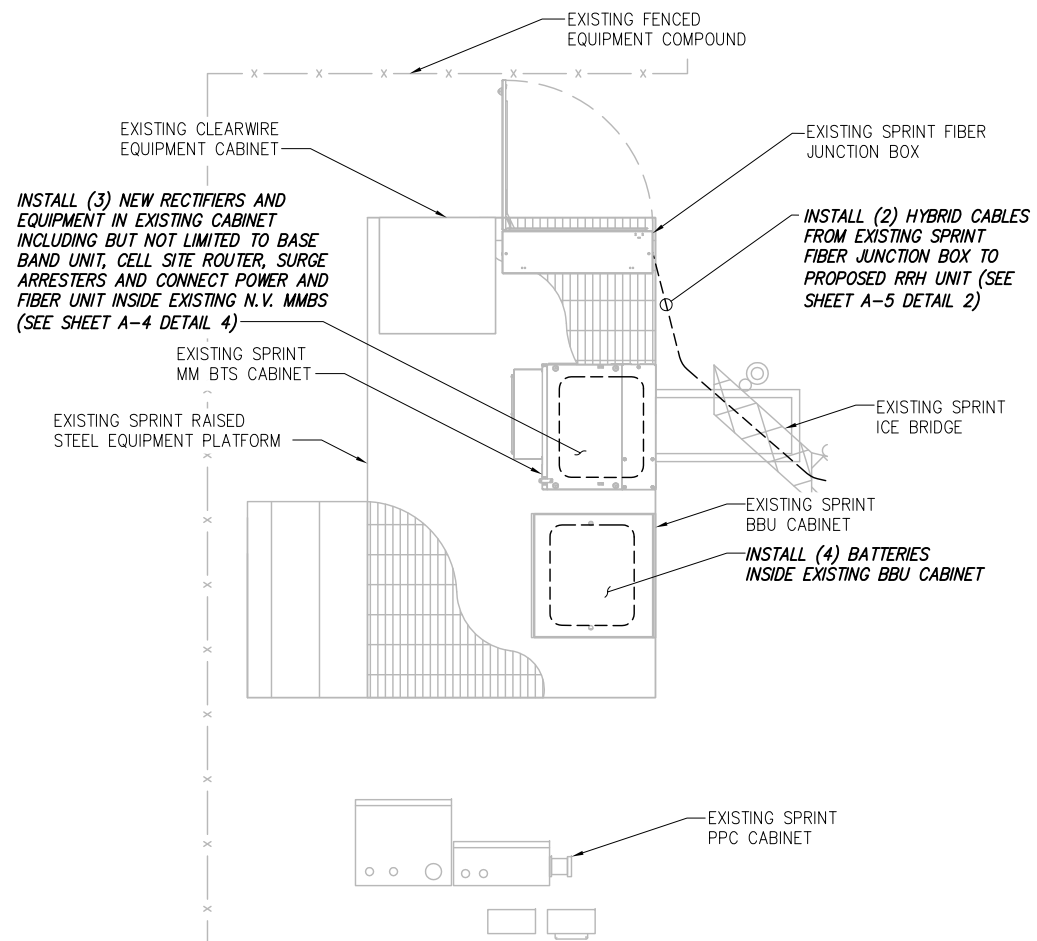 EXISTING FENCED
EQUIPMENT COMPOUND
EXISTING CLEARWIRE
EQUIPMENT CABINET
EXISTING SPRINT FIBER
JUNCTION BOX
INSTALL (3) NEW RECTIFIERS AND
EQUIPMENT IN EXISTING CABINET
INCLUDING BUT NOT LIMITED TO BASE
BAND UNIT, CELL SITE ROUTER, SURGE
ARRESTERS AND CONNECT POWER AND
FIBER UNIT INSIDE EXISTING N.V. MMBS
(SEE SHEET A-4 DETAIL 4)
INSTALL (2) HYBRID CABLES
FROM EXISTING SPRINT
FIBER JUNCTION BOX TO
PROPOSED RRH UNIT (SEE
SHEET A-5 DETAIL 2)
EXISTING SPRINT
MM BTS CABINET
EXISTING SPRINT RAISED
STEEL EQUIPMENT PLATFORM
EXISTING SPRINT
ICE BRIDGE
EXISTING SPRINT
BBU CABINET
INSTALL (4) BATTERIES
INSIDE EXISTING BBU CABINET
EXISTING SPRINT
PPC CABINET